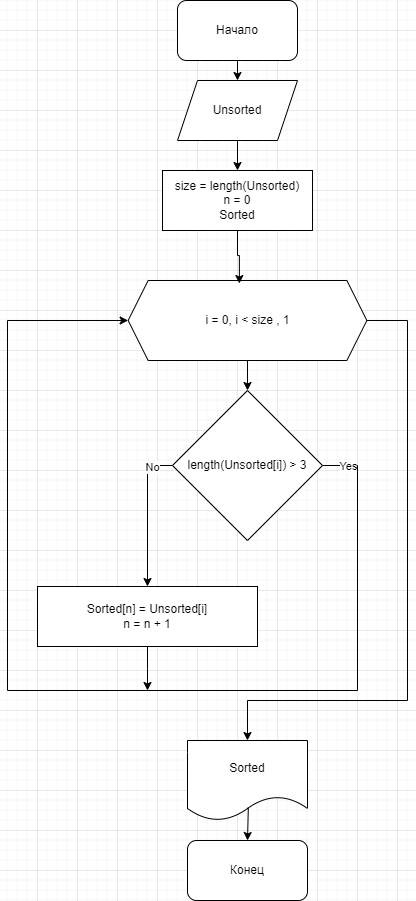 Начало
Unsorted
size = length(Unsorted)
n = 0
Sorted
i = 0, i < size , 1
length(Unsorted[i]) > 3
No
Yes
Sorted[n] = Unsorted[i]
n = n + 1
Sorted
Конец